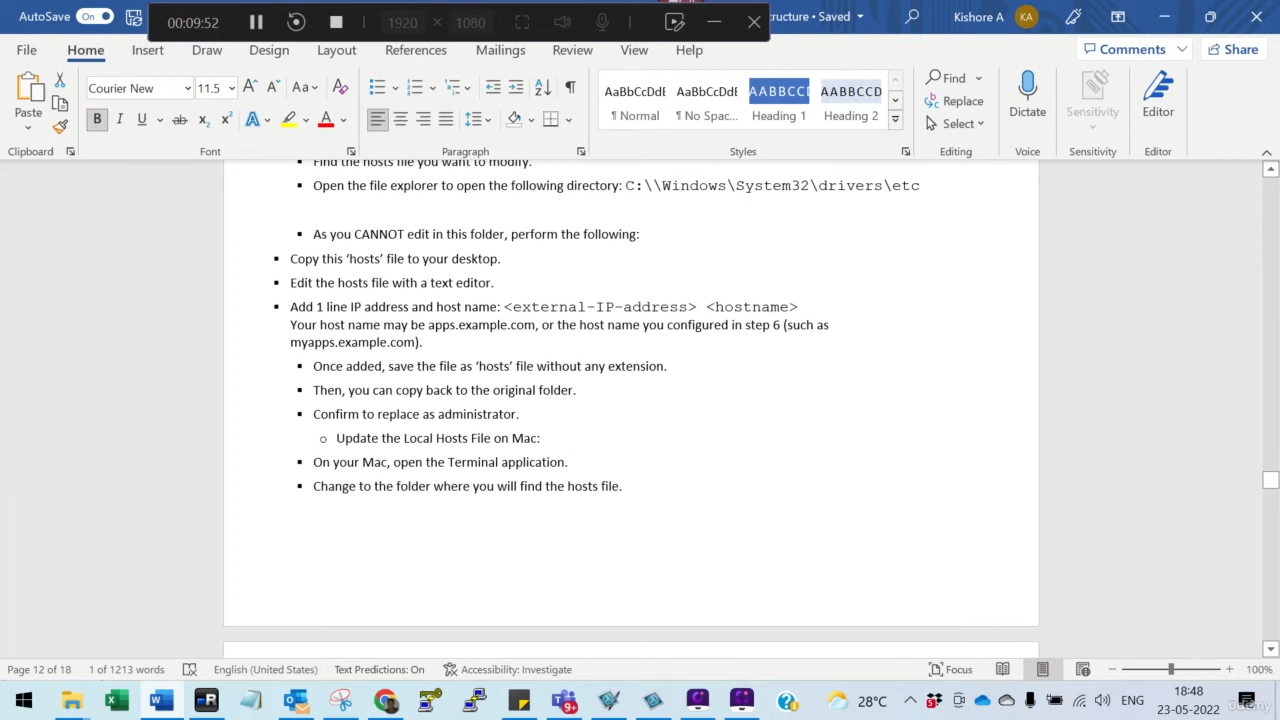 AutoSave On
00:09:52
1920 × 1080
tructure • Saved
Kishore A
KA
File Home Insert Draw Design Layout References Mailings Review View Help
Comments
Share
Paste
Courier New
11.5
Aa
AaBbCcDdE AaBbCcDdE AABBCCI AABBCCD
¶ Normal ¶ No Spac... Heading 1 Heading 2
Find
Replace
Select
Dictate
Sensitivity
Editor
Clipboard Font Paragraph Styles Editing Voice Sensitivity Editor
Find the hosts file you want to modify.
▪ Open the file explorer to open the following directory: C:\\Windows\System32\drivers\etc
▪ As you CANNOT edit in this folder, perform the following:
▪ Copy this ‘hosts’ file to your desktop.
▪ Edit the hosts file with a text editor.
▪ Add 1 line IP address and host name: <external-IP-address> <hostname>
Your host name may be apps.example.com, or the host name you configured in step 6 (such as
myapps.example.com).
▪ Once added, save the file as ‘hosts’ file without any extension.
▪ Then, you can copy back to the original folder.
▪ Confirm to replace as administrator.
o Update the Local Hosts File on Mac:
▪ On your Mac, open the Terminal application.
▪ Change to the folder where you will find the hosts file.
Page 12 of 18 1 of 1213 words English (United States) Text Predictions: On Accessibility: Investigate Focus 100%
28°C
ENG
18:48
23-05-2022
udemy